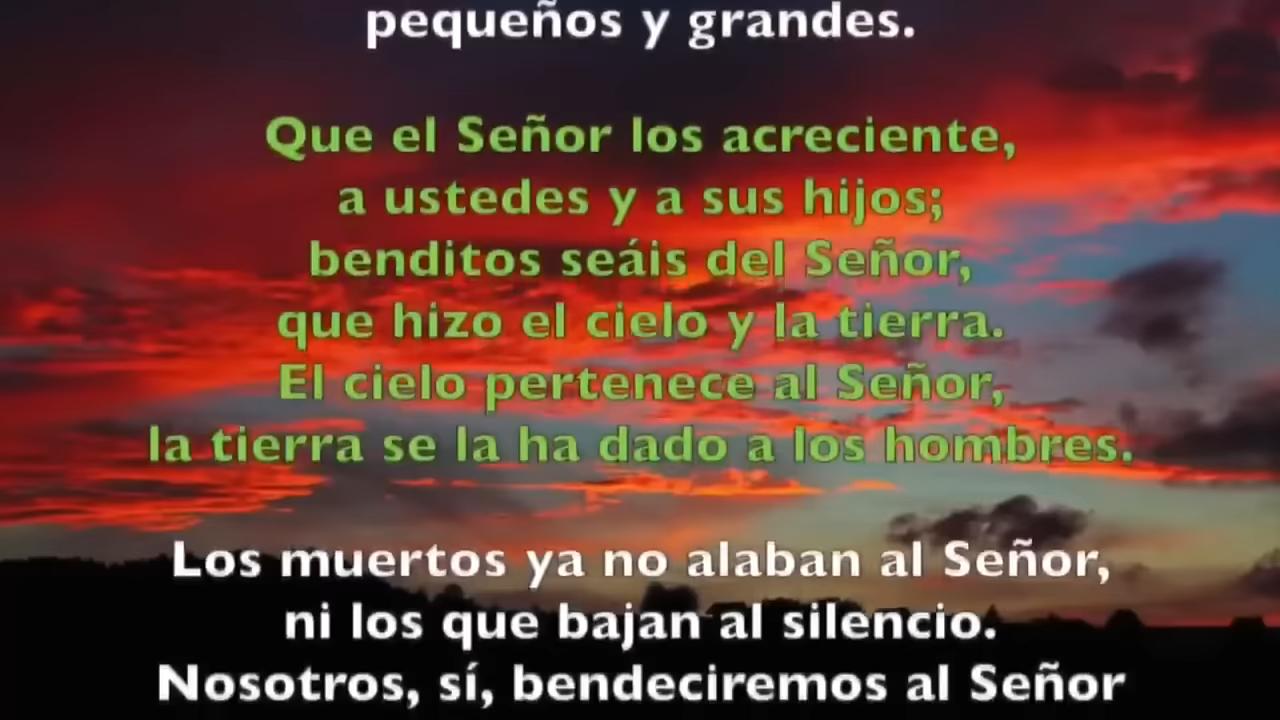 pequeños y grandes.
Que el Señor los acreciente,
a ustedes y a sus hijos;
benditos seáis del Señor,
que hizo el cielo y la tierra.
El cielo pertenece al Señor,
la tierra se la ha dado a los hombres.
Los muertos ya no alaban al Señor,
ni los que bajan al silencio.
Nosotros, sí, bendeciremos al Señor